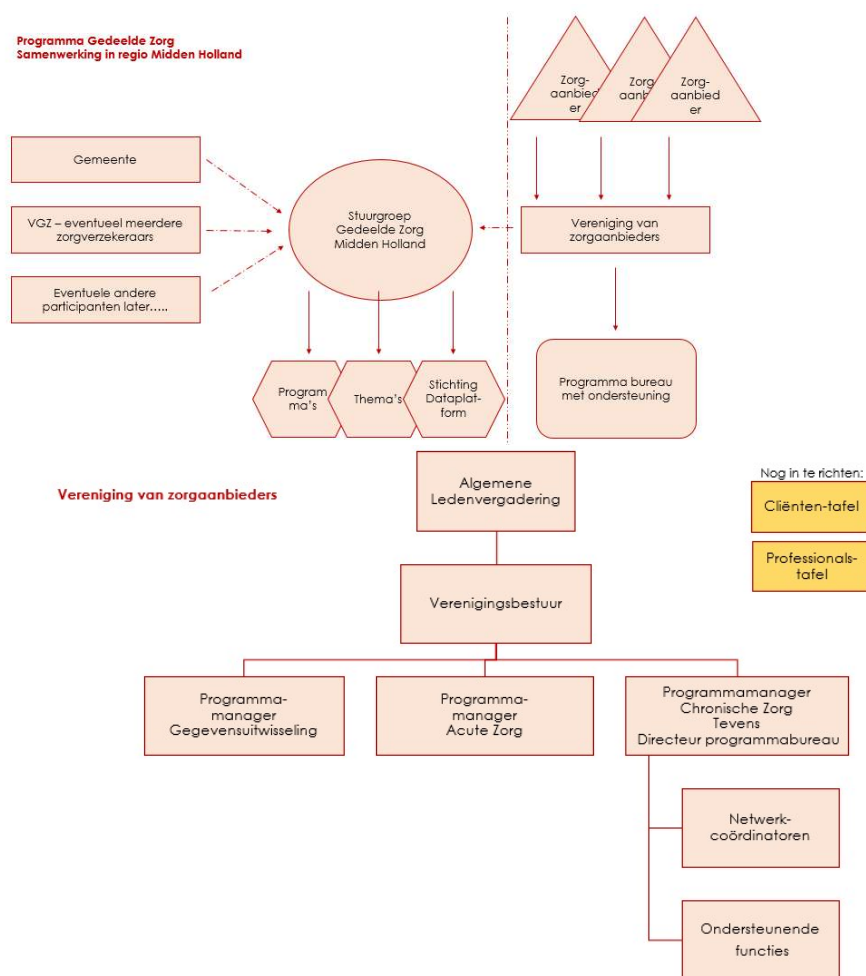 Programma Gedeelde Zorg
Samenwerking in regio Midden Holland
Zorg-
aanbied
er
Zorg-
aanb
er
Zorg-
aanbied
er
Gemeente
VGZ – eventueel meerdere
zorgverzekeraars
Eventuele andere
participanten later.....
Stuurgroep
Gedeelde Zorg
Midden Holland
Vereniging van
zorgaanbieders
Program
ma's
Thema's
Stichting
Dataplat-
form
Programma bureau
met ondersteuning
Vereniging van zorgaanbieders
Algemene
Ledenvergadering
Nog in te richten:
Cliënten-tafel
Professionals-
tafel
Verenigingsbestuur
Programma-
manager
Gegevensuitwisseling
Programma-
manager
Acute Zorg
Programmamanager
Chronische Zorg
Tevens
Directeur programmabureau
Netwerk-
coördinatoren
Ondersteunende
functies